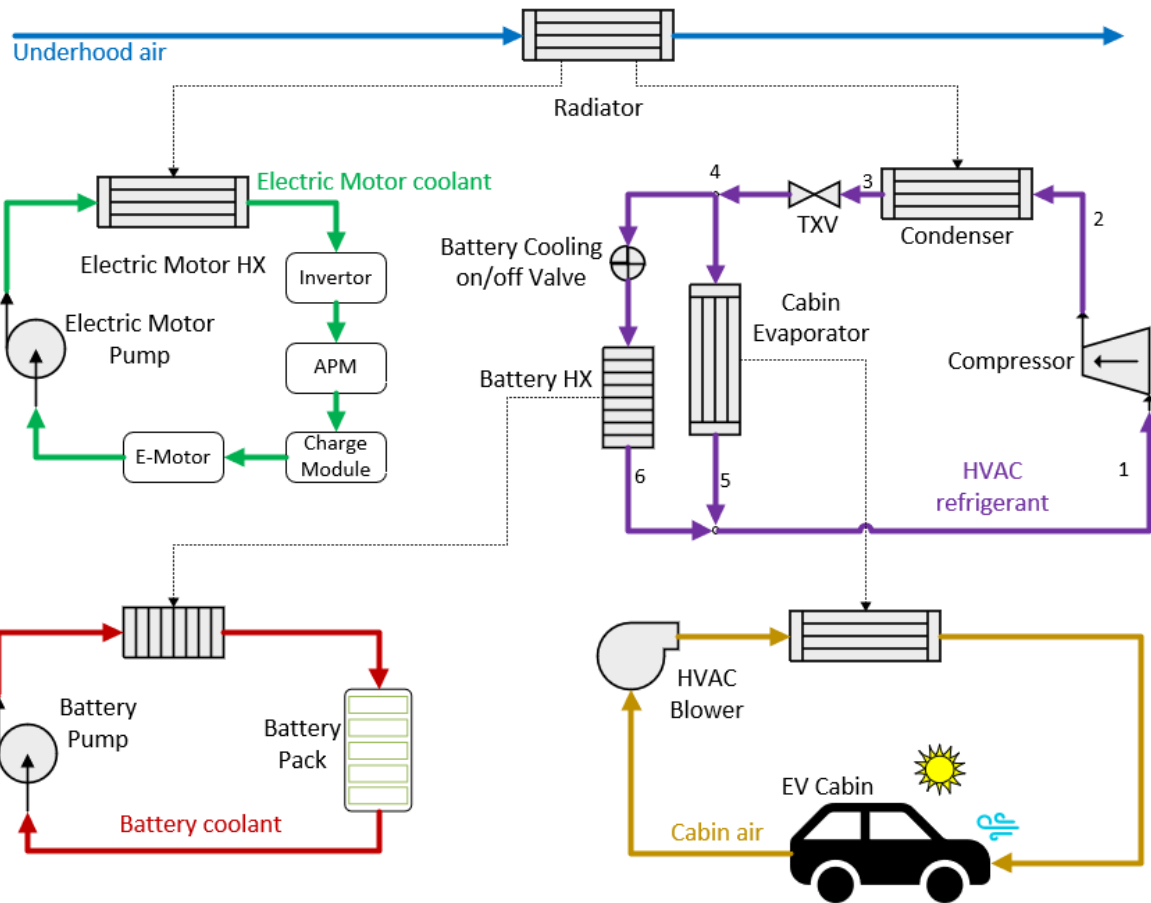 Underhood air
Radiator
Electric Motor coolant
Electric Motor HX
Invertor
Electric Motor
Pump
APM
Charge
Module
E-Motor
4
3
2
TXV
Condenser
Battery Cooling
on/off Valve
Cabin
Evaporator
Compressor
Battery HX
6
5
1
HVAC
refrigerant
Battery
Pump
Battery
Pack
Battery coolant
HVAC
Blower
EV Cabin
Cabin air